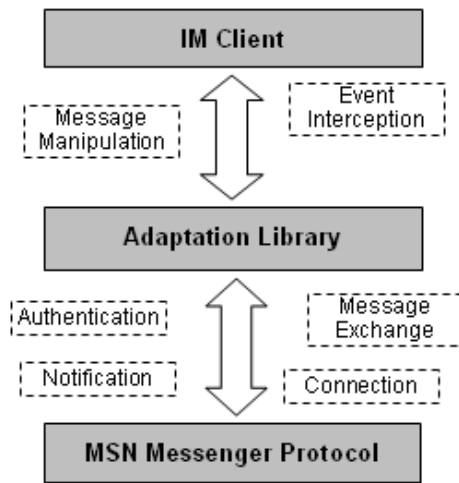 IM Client
Message
Manipulation
Event
Interception
Adaptation Library
Authentication
Message
Exchange
Notification
Connection
MSN Messenger Protocol